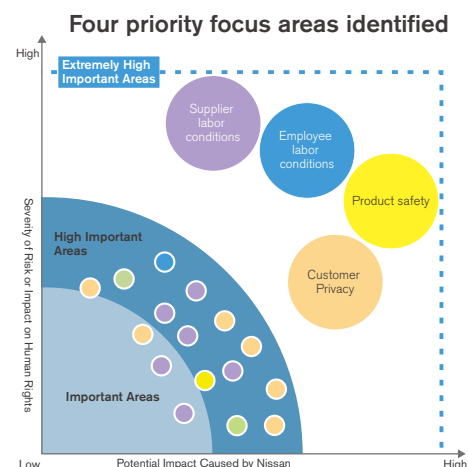 Four priority focus areas identified
High
Extremely High
Important Areas
Supplier
labor
conditions
Employee
labor
conditions
Product safety
Customer
Privacy
High Important
Areas
Important Areas
Severity of Risk or Impact on Human Rights
Low
Potential Impact Caused by Nissan
High